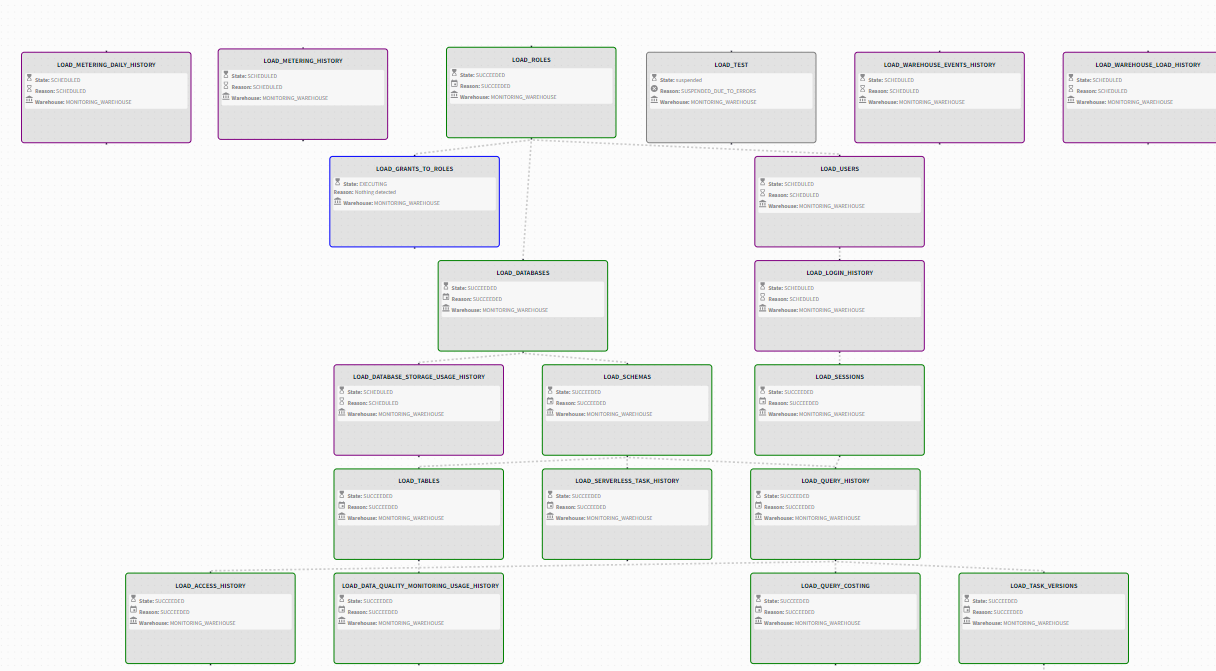 LOAD_METERING_DAILY_HISTORY
State: SCHEDULED
Reason: SCHEDULED
Warehouse: MONITORING_WAREHOUSE
LOAD_METERING_HISTORY
State: SCHEDULED
Reason: SCHEDULED
Warehouse: MONITORING_WAREHOUSE
LOAD_ROLES
State: SUCCEEDED
Reason: SUCCEEDED
Warehouse: MONITORING_WAREHOUSE
LOAD_TEST
State: suspended
Reason: SUSPENDED_DUE_TO_ERRORS
Warehouse: MONITORING_WAREHOUSE
LOAD_WAREHOUSE_EVENTS_HISTORY
State: SCHEDULED
Reason: SCHEDULED
Warehouse: MONITORING_WAREHOUSE
LOAD_WAREHOUSE_LOAD_HISTORY
State: SCHEDULED
Reason: SCHEDULED
Warehouse: MONITORING_WAREHOUSE
LOAD_GRANTS_TO_ROLES
State: EXECUTING
Reason: Nothing detected
Warehouse: MONITORING_WAREHOUSE
LOAD_USERS
State: SCHEDULED
Reason: SCHEDULED
Warehouse: MONITORING_WAREHOUSE
LOAD_DATABASES
State: SUCCEEDED
Reason: SUCCEEDED
Warehouse: MONITORING_WAREHOUSE
LOAD_LOGIN_HISTORY
State: SCHEDULED
Reason: SCHEDULED
Warehouse: MONITORING_WAREHOUSE
LOAD_DATABASE_STORAGE_USAGE_HISTORY
State: SCHEDULED
Reason: SCHEDULED
Warehouse: MONITORING_WAREHOUSE
LOAD_SCHEMAS
State: SUCCEEDED
Reason: SUCCEEDED
Warehouse: MONITORING_WAREHOUSE
LOAD_SESSIONS
State: SUCCEEDED
Reason: SUCCEEDED
Warehouse: MONITORING_WAREHOUSE
LOAD_TABLES
State: SUCCEEDED
Reason: SUCCEEDED
Warehouse: MONITORING_WAREHOUSE
LOAD_SERVERLESS_TASK_HISTORY
State: SUCCEEDED
Reason: SUCCEEDED
Warehouse: MONITORING_WAREHOUSE
LOAD_QUERY_HISTORY
State: SUCCEEDED
Reason: SUCCEEDED
Warehouse: MONITORING_WAREHOUSE
LOAD_ACCESS_HISTORY
State: SUCCEEDED
Reason: SUCCEEDED
Warehouse: MONITORING_WAREHOUSE
LOAD_DATA_QUALITY_MONITORING_USAGE_HISTORY
State: SUCCEEDED
Reason: SUCCEEDED
Warehouse: MONITORING_WAREHOUSE
LOAD_QUERY_COSTING
State: SUCCEEDED
Reason: SUCCEEDED
Warehouse: MONITORING_WAREHOUSE
LOAD_TASK_VERSIONS
State: SUCCEEDED
Reason: SUCCEEDED
Warehouse: MONITORING_WAREHOUSE